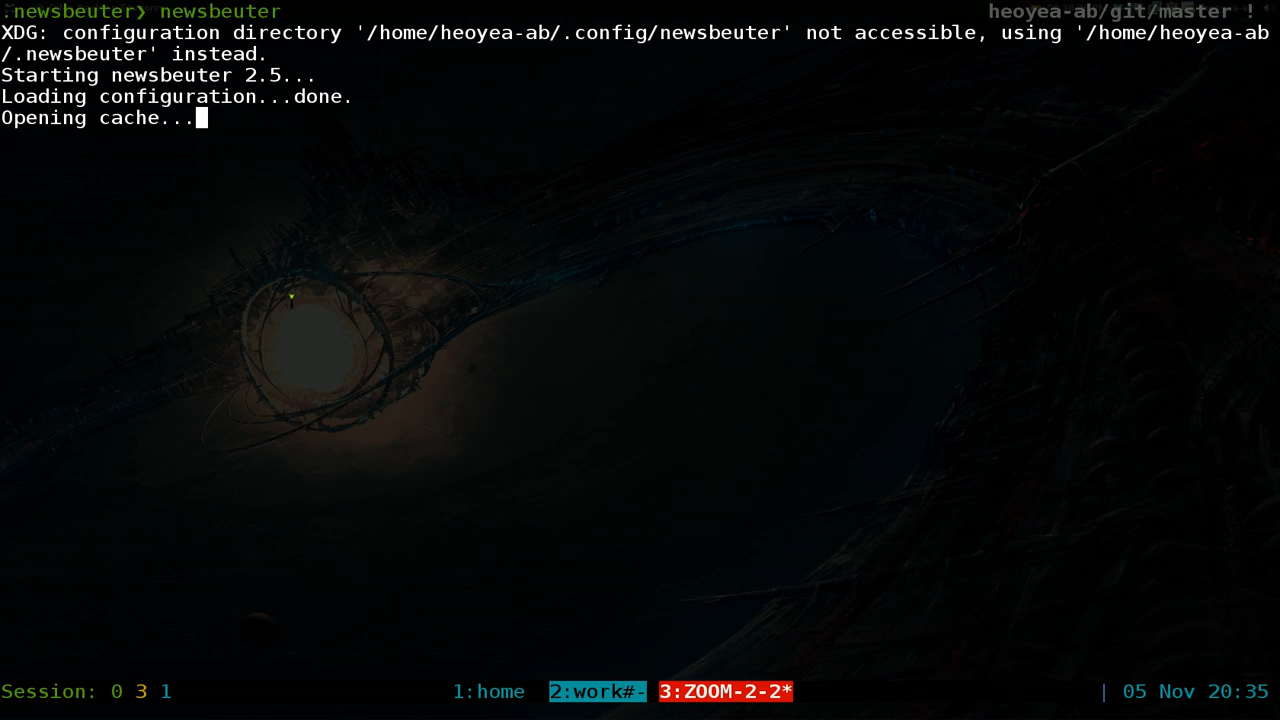 .newsbeuter❯ newsbeuter heoyea-ab/git/master !
XDG: configuration directory '/home/heoyea-ab/.config/newsbeuter' not accessible, using '/home/heoyea-ab
/.newsbeuter' instead.
Starting newsbeuter 2.5...
Loading configuration...done.
Opening cache...
Session: 0 3 1 1:home 2:work#- 3:ZOOM-2-2* | 05 Nov 20:35